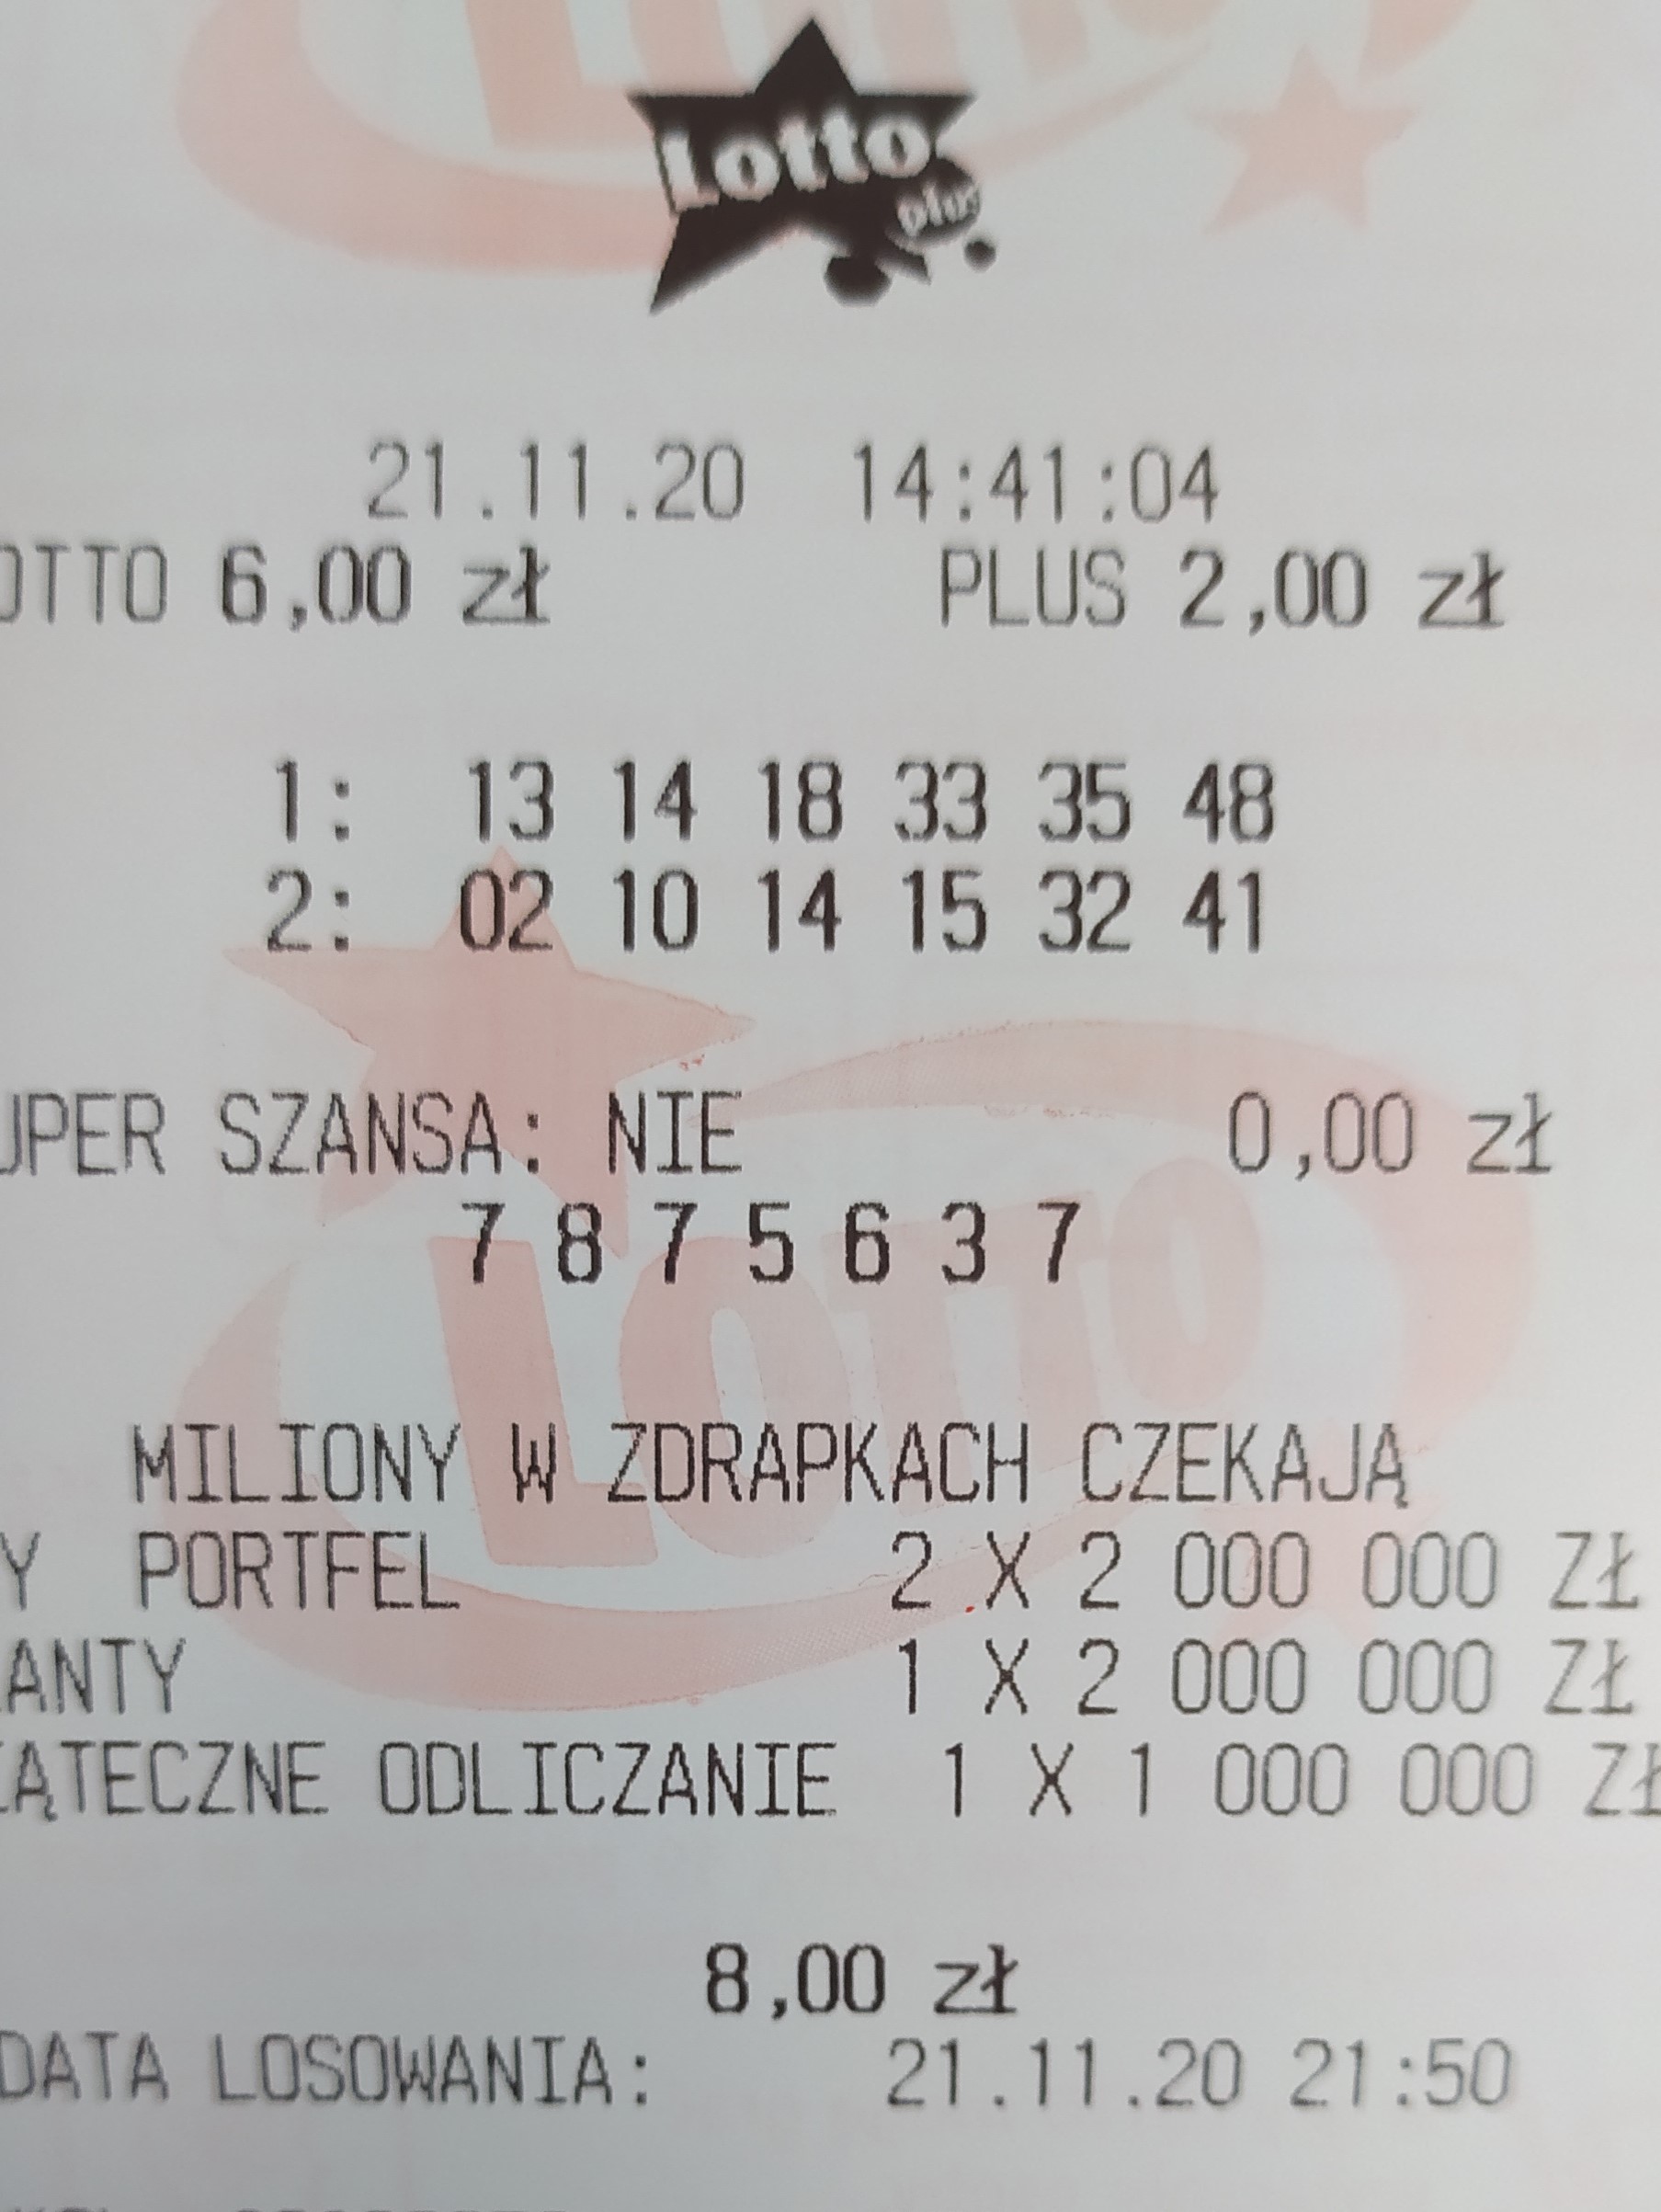 Lotto
plus
21.11.20 14:41:04
OTTO 6,00 zł PLUS 2,00 zł
1: 13 14 18 33 35 48
2: 02 10 14 15 32 41
UPER SZANSA: NIE 0,00 zł
7 8 7 5 6 3 7
LOTTO
MILIONY W ZDRAPKACH CZEKAJĄ
Y PORTFEL 2 X 2 000 000 ZŁ
LANTY 1 X 2 000 000 ZŁ
ĄTECZNE ODLICZANIE 1 X 1 000 000 ZŁ
8,00 zł
DATA LOSOWANIA: 21.11.20 21:50